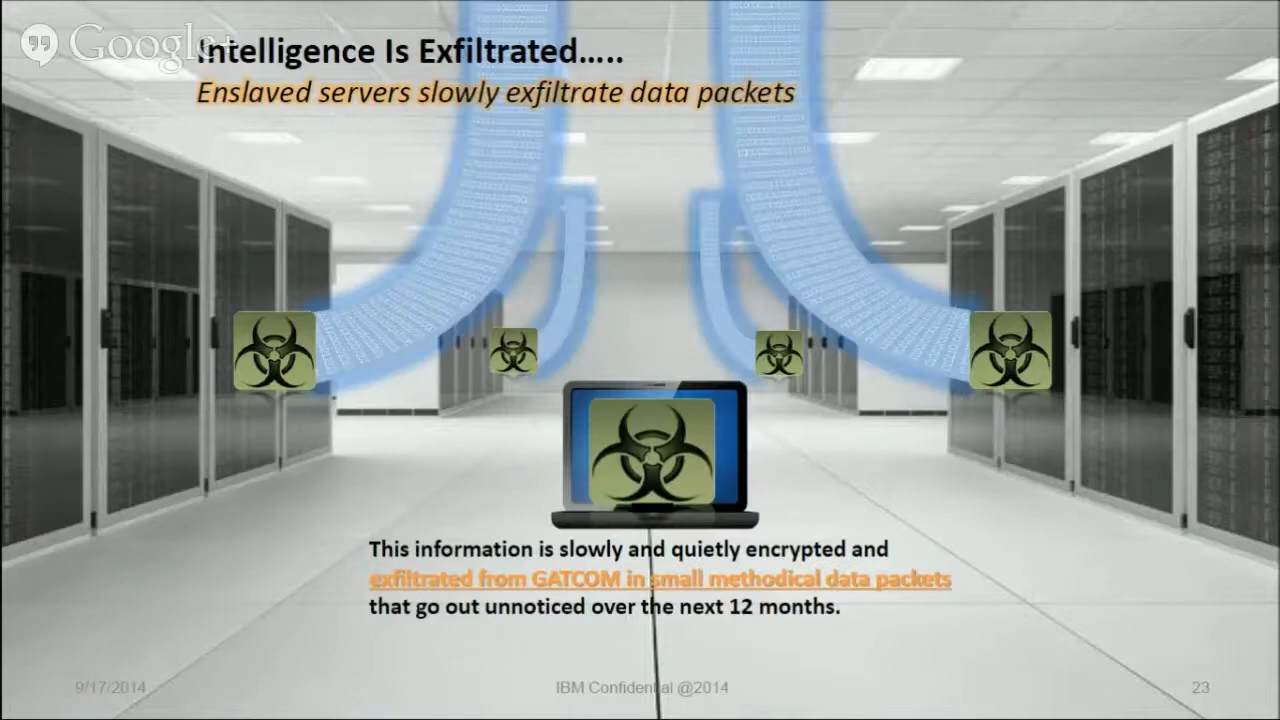 Google+
Intelligence Is Exfiltrated.....
Enslaved servers slowly exfiltrate data packets
This information is slowly and quietly encrypted and
exfiltrated from GATCOM in small methodical data packets
that go out unnoticed over the next 12 months.
9/17/2014
IBM Confidential @2014
23